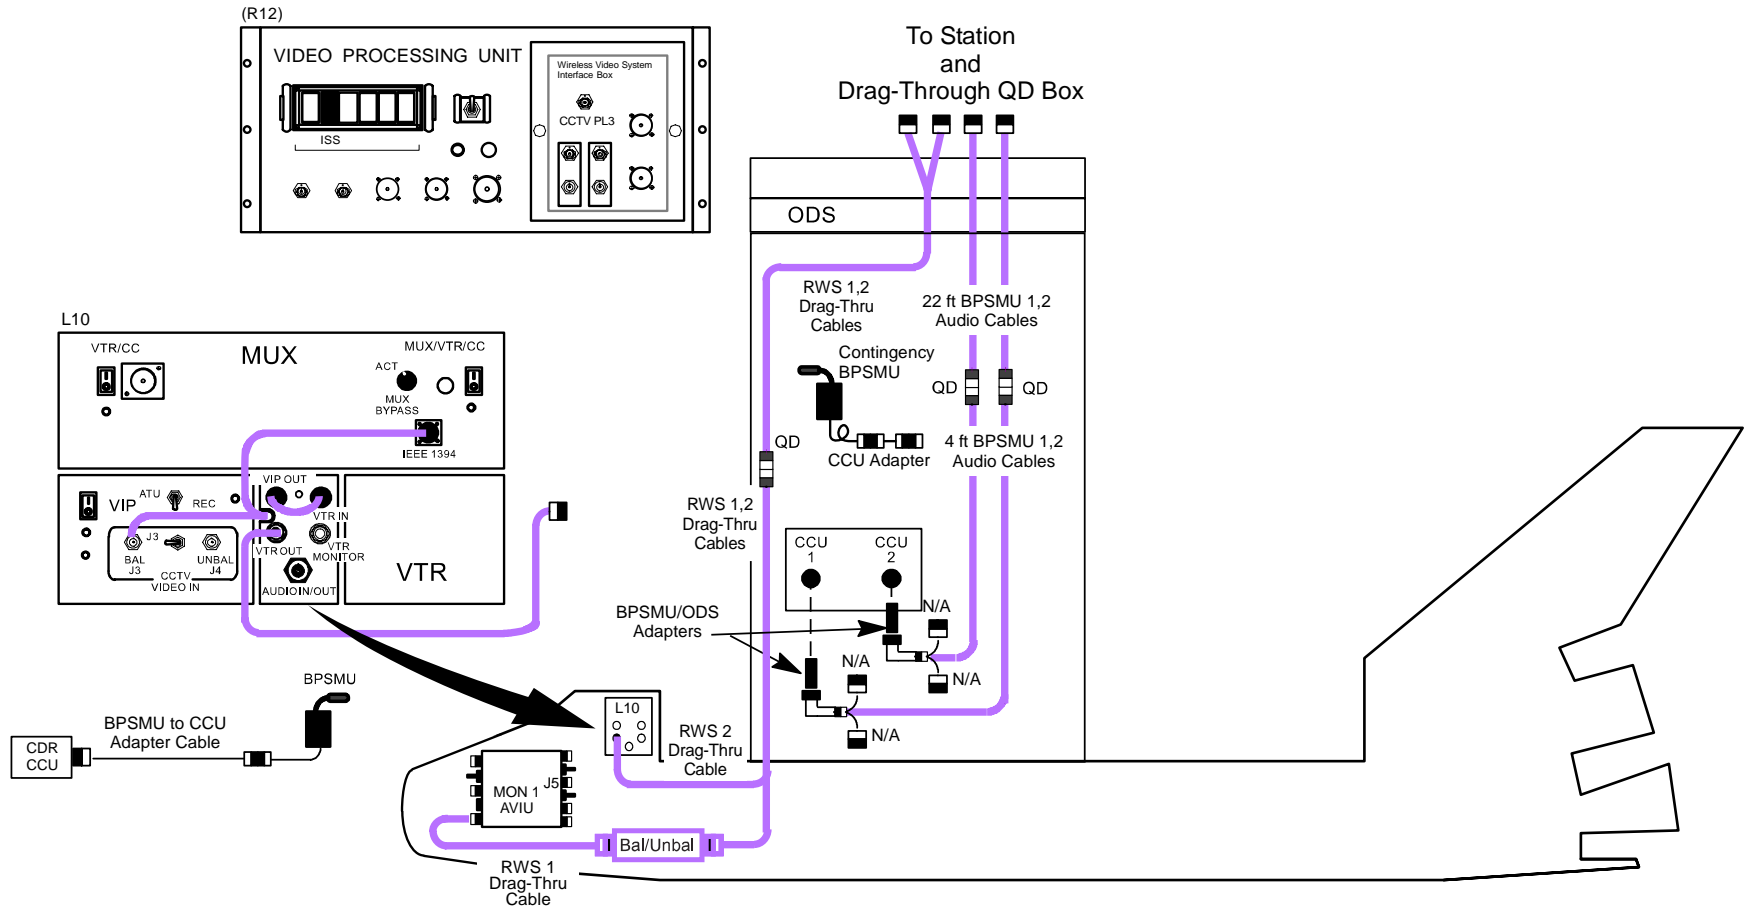 (R12)
VIDEO PROCESSING UNIT
Wireless Video System
Interface Box
CCTV PL3
ISS
To Station
and
Drag-Through QD Box
ODS
RWS 1,2
Drag-Thru
Cables
22 ft BPSMU 1,2
Audio Cables
Contingency
BPSMU
QD
QD
QD
CCU Adapter
4 ft BPSMU 1,2
Audio Cables
RWS 1,2
Drag-Thru
Cables
CCU
1
CCU
2
BPSMU/ODS
Adapters
N/A
N/A
N/A
N/A
L10
VTR/CC
MUX
MUX/VTR/CC
ACT
MUX
BYPASS
IEEE 1394
VIP
ATU
REC
J3
BAL
J3
UNBAL
J4
CCTV
VIDEO IN
VIP OUT
VTR IN
VTR OUT
VTR
MONITOR
AUDIO IN/OUT
VTR
BPSMU
BPSMU to CCU
Adapter Cable
CDR
CCU
L10
RWS 2
Drag-Thru
Cable
MON 1
AVIU
J5
Bal/Unbal
RWS 1
Drag-Thru
Cable